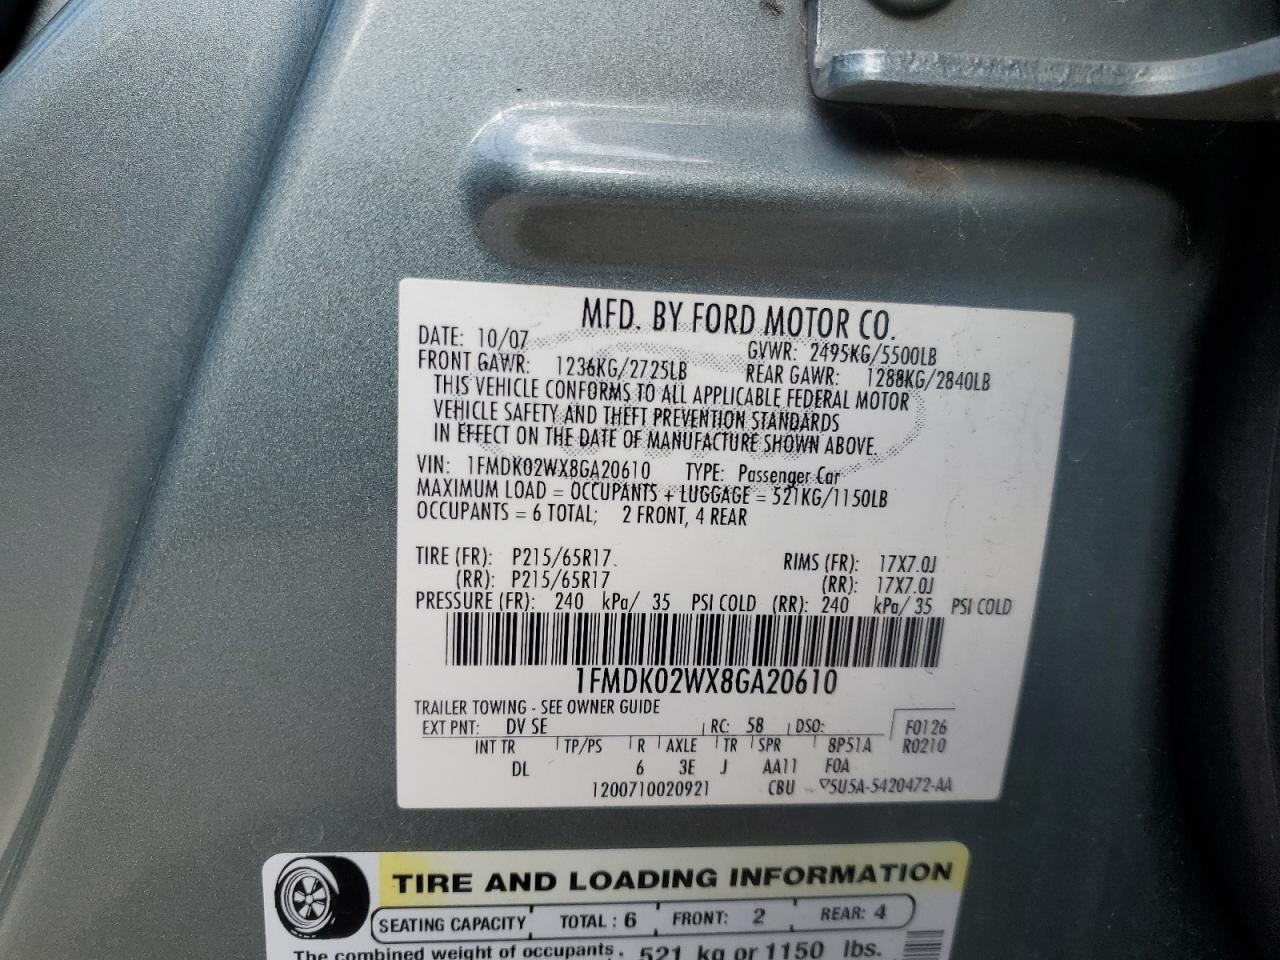 MFD. BY FORD MOTOR CO.
DATE: 10/07 GVWR: 2495KG/5500LB
FRONT GAWR: 1236KG/2725LB REAR GAWR: 1288KG/2840LB
THIS VEHICLE CONFORMS TO ALL APPLICABLE FEDERAL MOTOR
VEHICLE SAFETY AND THEFT PREVENTION STANDARDS
IN EFFECT ON THE DATE OF MANUFACTURE SHOWN ABOVE.
VIN: 1FMDK02WX8GA20610 TYPE: Passenger Car
MAXIMUM LOAD = OCCUPANTS + LUGGAGE = 521KG/1150LB
OCCUPANTS = 6 TOTAL; 2 FRONT, 4 REAR
TIRE (FR): P215/65R17 RIMS (FR): 17X7.0J
(RR): P215/65R17 (RR): 17X7.0J
PRESSURE (FR): 240 kPa/ 35 PSI COLD (RR): 240 kPa/ 35 PSI COLD
1FMDK02WX8GA20610
TRAILER TOWING - SEE OWNER GUIDE
EXT PNT: DV SE RC: 58 DSO: F0126
INT TR TP/PS R AXLE TR SPR 8P51A R0210
DL 6 3E J AA11 F0A
1200710020921 CBU ▽5U5A-5420472-AA
TIRE AND LOADING INFORMATION
SEATING CAPACITY TOTAL : 6 FRONT: 2 REAR: 4
The combined weight of occupants 521 kg or 1150 lbs.